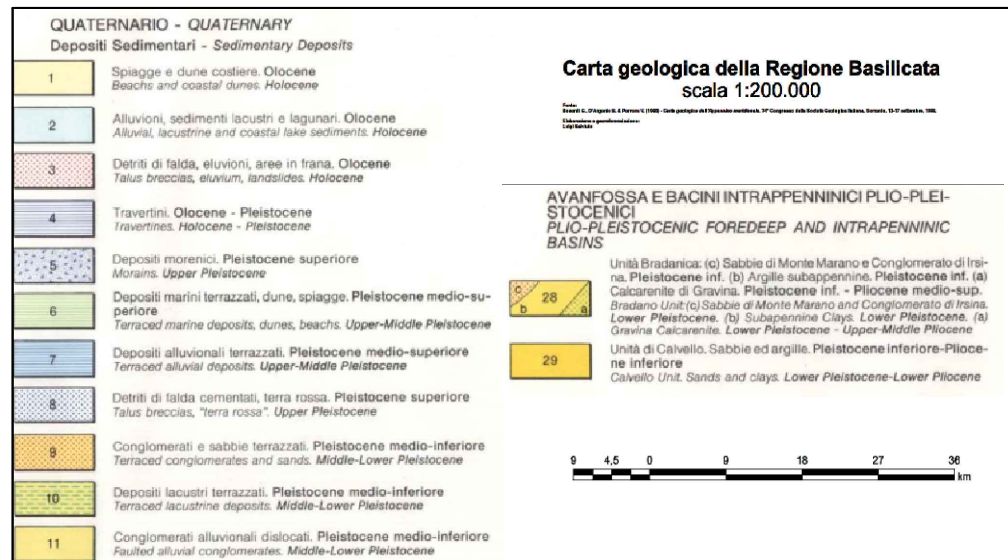 QUATERNARIO - QUATERNARY
Depositi Sedimentari - Sedimentary Deposits
1
Spiagge e dune costiere. Olocene
Beachs and coastal dunes. Holocene
2
Alluvioni, sedimenti lacustri e lagunari. Olocene
Alluvial, lacustrine and coastal lake sediments. Holocene
3
Detriti di falda, eluvioni, aree in frana. Olocene
Talus breccias, eluvium, landslides. Holocene
4
Travertini. Olocene - Pleistocene
Travertines. Holocene - Pleistocene
5
Depositi morenici. Pleistocene superiore
Morains. Upper Pleistocene
6
Depositi marini terrazzati, dune, spiagge. Pleistocene medio-su-
periore
Terraced marine deposits, dunes, beachs. Upper-Middle Pleistocene
7
Depositi alluvionali terrazzati. Pleistocene medio-superiore
Terraced alluvial deposits. Upper-Middle Pleistocene
8
Detriti di falda cementati, terra rossa. Pleistocene superiore
Talus breccias, "terra rossa". Upper Pleistocene
9
Conglomerati e sabbie terrazzati. Pleistocene medio-inferiore
Terraced conglomerates and sands. Middle-Lower Pleistocene
10
Depositi lacustri terrazzati. Pleistocene medio-inferiore
Terraced lacustrine deposits. Middle-Lower Pleistocene
11
Conglomerati alluvionali dislocati. Pleistocene medio-inferiore
Faulted alluvial conglomerates. Middle-Lower Pleistocene
Carta geologica della Regione Basilicata
scala 1:200.000
Fonte:
AVANFOSSA E BACINI INTRAPPENNINICI PLIO-PLEI-
STOCENICI
PLIO-PLEISTOCENIC FOREDEEP AND INTRAPENNINIC
BASINS
c 28 b a
Unità Bradanica: (c) Sabbie di Monte Marano e Conglomerato di Irsi-
na. Pleistocene inf. (b) Argille subappennine. Pleistocene inf. (a)
Calcarenite di Gravina. Pleistocene inf. - Pliocene medio-sup.
Bradano Unit:(c) Sabbie di Monte Marano and Conglomerato di Irsina.
Lower Pleistocene. (b) Subapennine Clays. Lower Pleistocene. (a)
Gravina Calcarenite. Lower Pleistocene - Upper-Middle Pliocene
29
Unità di Calvello. Sabbie ed argille. Pleistocene inferiore-Plioce-
ne inferiore
Calvello Unit. Sands and clays. Lower Pleistocene-Lower Pliocene
9 4,5 0 9 18 27 36
km